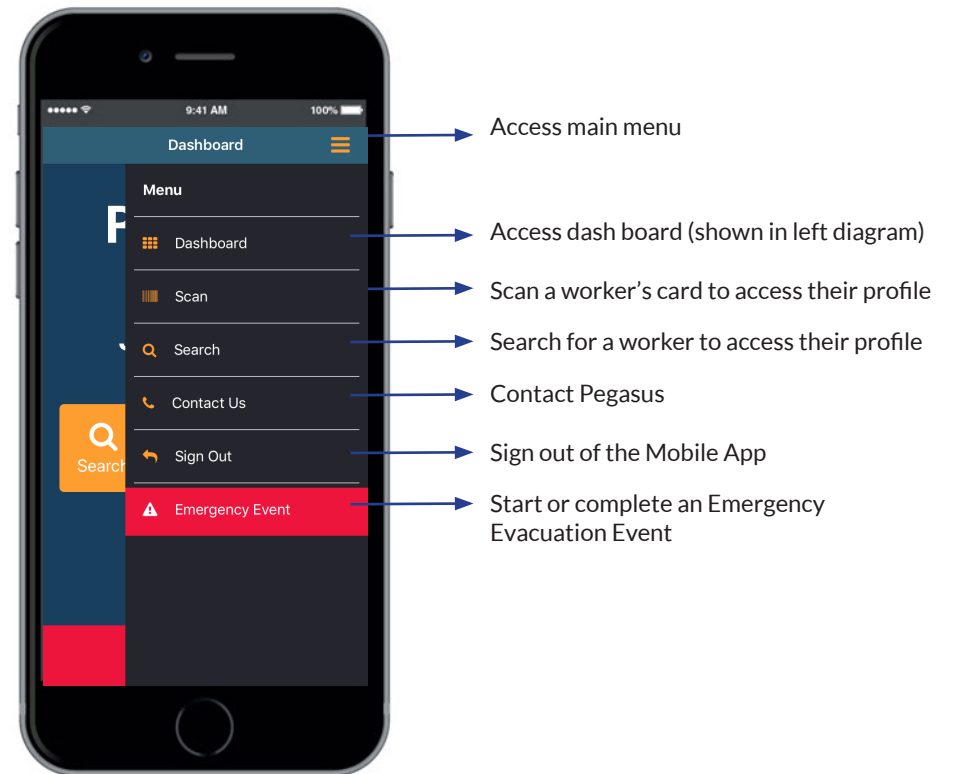 9:41 AM 100%
Dashboard
Access main menu
Menu
P
Dashboard
Access dash board (shown in left diagram)
Scan
Scan a worker's card to access their profile
Search
Search for a worker to access their profile
Contact Us
Contact Pegasus
Search
Sign Out
Sign out of the Mobile App
Emergency Event
Start or complete an Emergency
Evacuation Event